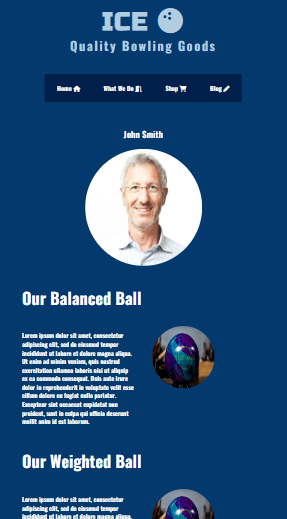 ICE
Quality Bowling Goods
Home
What We Do
Shop
Blog
John Smith
Our Balanced Ball
Lorem ipsum dolor sit amet, consectetur
adipiscing elit, sed do eiusmod tempor
incididunt ut labore et dolore magna aliqua.
Ut enim ad minim veniam, quis nostrud
exercitation ullamco laboris nisi ut aliquip
ex ea commodo consequat. Duis aute irure
dolor in reprehenderit in voluptate velit esse
cillum dolore eu fugiat nulla pariatur.
Excepteur sint occaecat cupidatat non
proident, sunt in culpa qui officia deserunt
mollit anim id est laborum.
Our Weighted Ball
Lorem ipsum dolor sit amet, consectetur
adipiscing elit, sed do eiusmod tempor
incididunt ut labore et dolore magna aliqua.